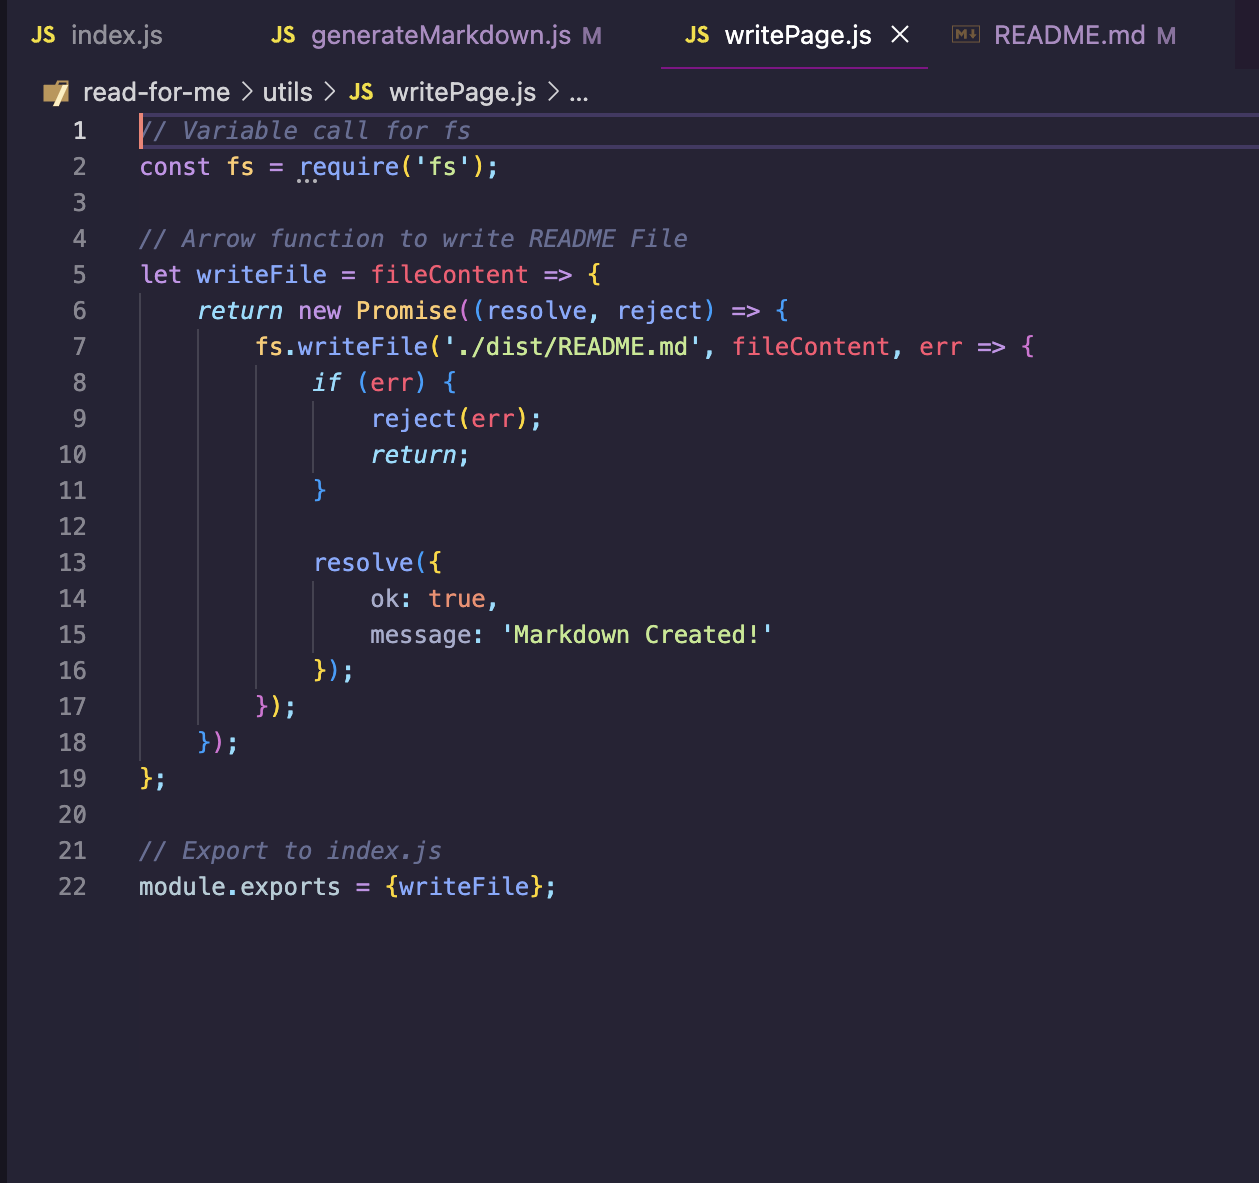 JS index.js JS generateMarkdown.js M JS writePage.js × M↓ README.md M
read-for-me > utils > JS writePage.js > ...
1 // Variable call for fs
2 const fs = require('fs');
3
4 // Arrow function to write README File
5 let writeFile = fileContent => {
6     return new Promise((resolve, reject) => {
7         fs.writeFile('./dist/README.md', fileContent, err => {
8             if (err) {
9                 reject(err);
10                 return;
11             }
12
13             resolve({
14                 ok: true,
15                 message: 'Markdown Created!'
16             });
17         });
18     });
19 };
20
21 // Export to index.js
22 module.exports = {writeFile};